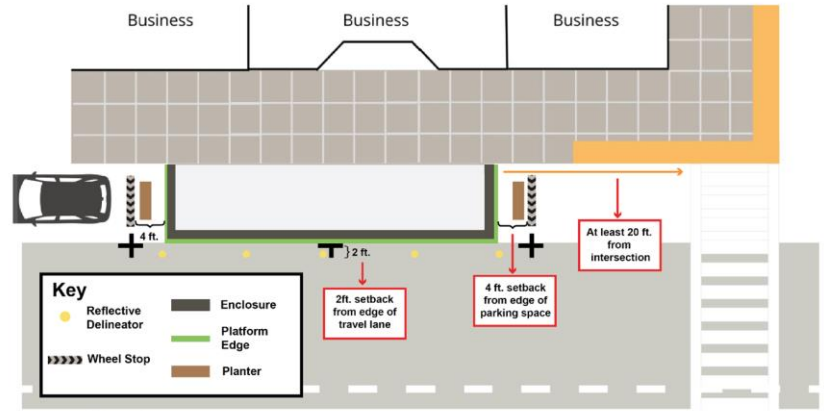 Business
Business
Business
4 ft.
2 ft.
At least 20 ft.
from
intersection
2ft. setback
from edge of
travel lane
4 ft. setback
from edge of
parking space
Key
Reflective
Delineator
Wheel Stop
Enclosure
Platform
Edge
Planter